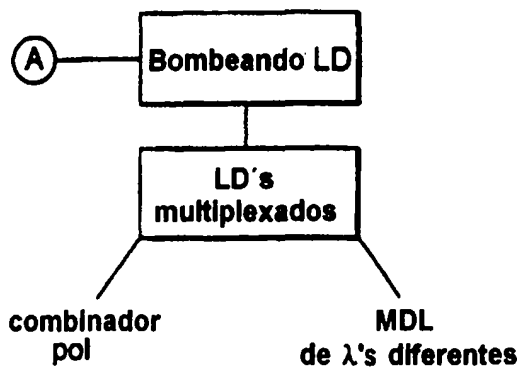 A
Bombeando LD
LD's
multiplexados
combinador
pol
MDL
de λ's diferentes